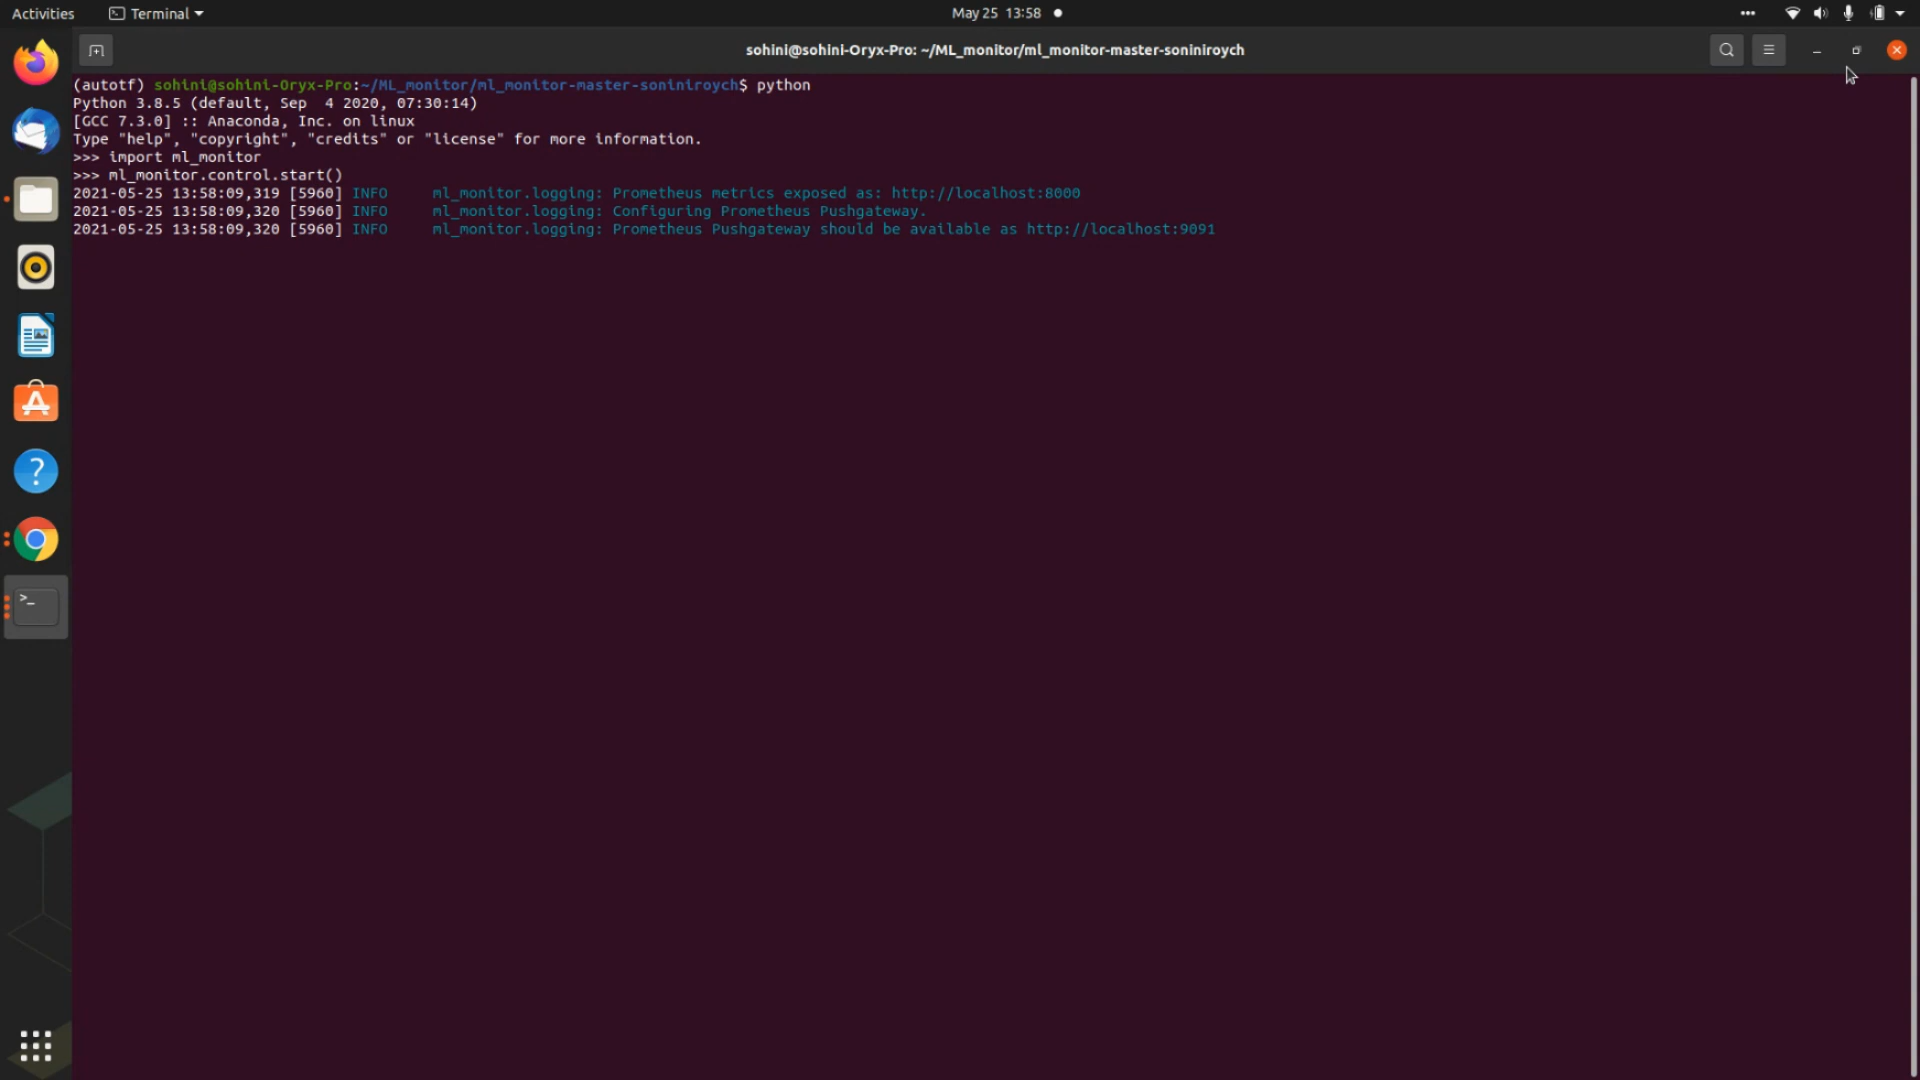 Activities Terminal May 25 13:58
sohini@sohini-Oryx-Pro: ~/ML_monitor/ml_monitor-master-soniniroych
(autotf) sohini@sohini-Oryx-Pro:~/ML_monitor/ml_monitor-master-soniniroych$ python
Python 3.8.5 (default, Sep  4 2020, 07:30:14)
[GCC 7.3.0] :: Anaconda, Inc. on linux
Type "help", "copyright", "credits" or "license" for more information.
>>> import ml_monitor
>>> ml_monitor.control.start()
2021-05-25 13:58:09,319 [5960] INFO     ml_monitor.logging: Prometheus metrics exposed as: http://localhost:8000
2021-05-25 13:58:09,320 [5960] INFO     ml_monitor.logging: Configuring Prometheus Pushgateway.
2021-05-25 13:58:09,320 [5960] INFO     ml_monitor.logging: Prometheus Pushgateway should be available as http://localhost:9091